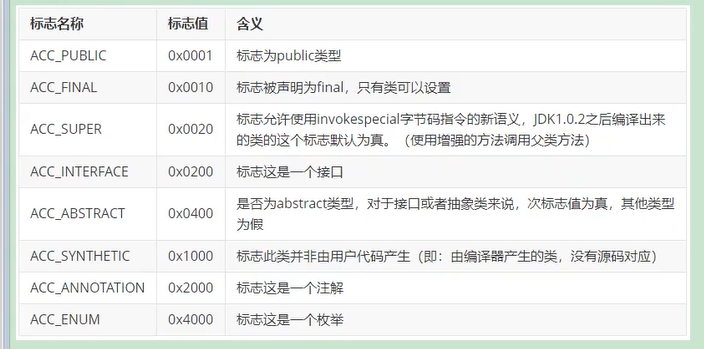 标志名称 标志值 含义
ACC_PUBLIC 0x0001 标志为public类型
ACC_FINAL 0x0010 标志被声明为final，只有类可以设置
ACC_SUPER 0x0020 标志允许使用invokespecial字节码指令的新语义，JDK1.0.2之后编译出来
的类的这个标志默认为真。（使用增强的方法调用父类方法）
ACC_INTERFACE 0x0200 标志这是一个接口
ACC_ABSTRACT 0x0400 是否为abstract类型，对于接口或者抽象类来说，次标志值为真，其他类型
为假
ACC_SYNTHETIC 0x1000 标志此类并非由用户代码产生（即：由编译器产生的类，没有源码对应）
ACC_ANNOTATION 0x2000 标志这是一个注解
ACC_ENUM 0x4000 标志这是一个枚举